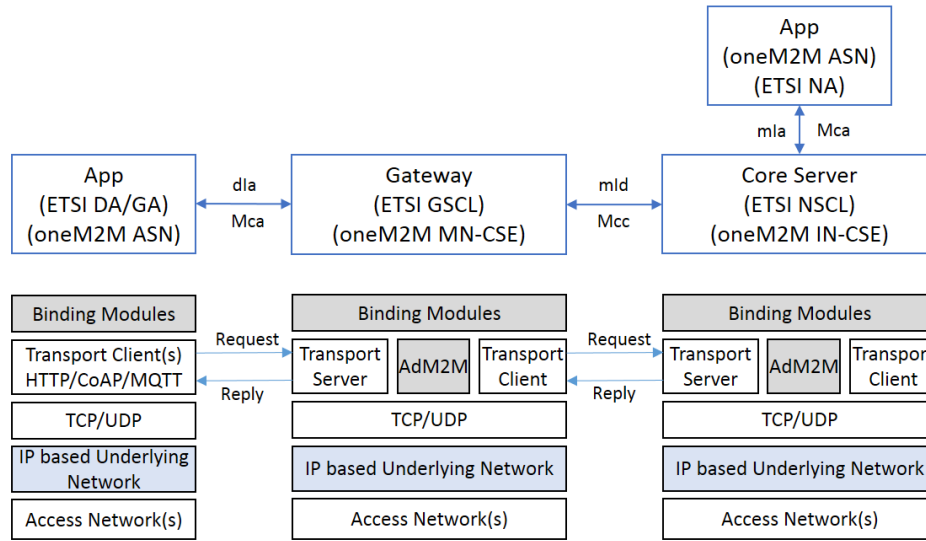 App
(oneM2M ASN)
(ETSI NA)
mIa Mca
App
(ETSI DA/GA)
(oneM2M ASN)
dIa
Mca
Gateway
(ETSI GSCL)
(oneM2M MN-CSE)
mId
Mcc
Core Server
(ETSI NSCL)
(oneM2M IN-CSE)
Binding Modules
Transport Client(s)
HTTP/CoAP/MQTT
TCP/UDP
IP based Underlying
Network
Access Network(s)
Request
Reply
Binding Modules
Transport
Server
AdM2M
Transport
Client
TCP/UDP
IP based Underlying Network
Access Network(s)
Request
Reply
Binding Modules
Transport
Server
AdM2M
Transport
Client
TCP/UDP
IP based Underlying Network
Access Network(s)